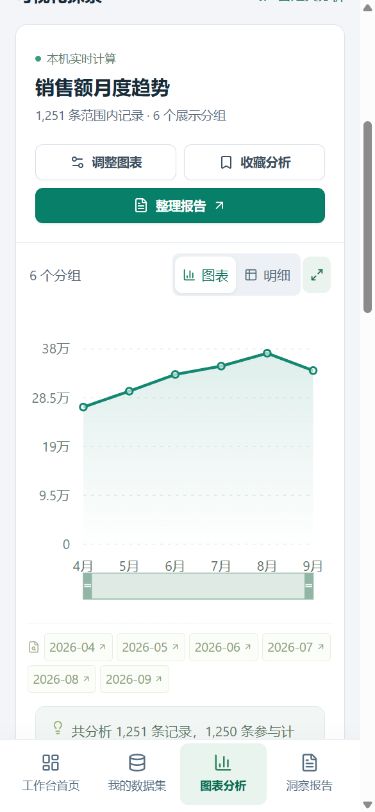 本机实时计算
销售额月度趋势
1,251 条范围内记录 · 6 个展示分组
调整图表
收藏分析
整理报告
6 个分组
图表
明细
38万
28.5万
19万
9.5万
0
4月 5月 6月 7月 8月 9月
2026-04 2026-05 2026-06 2026-07
2026-08 2026-09
共分析 1,251 条记录，1,250 条参与计
工作台首页 我的数据集 图表分析 洞察报告